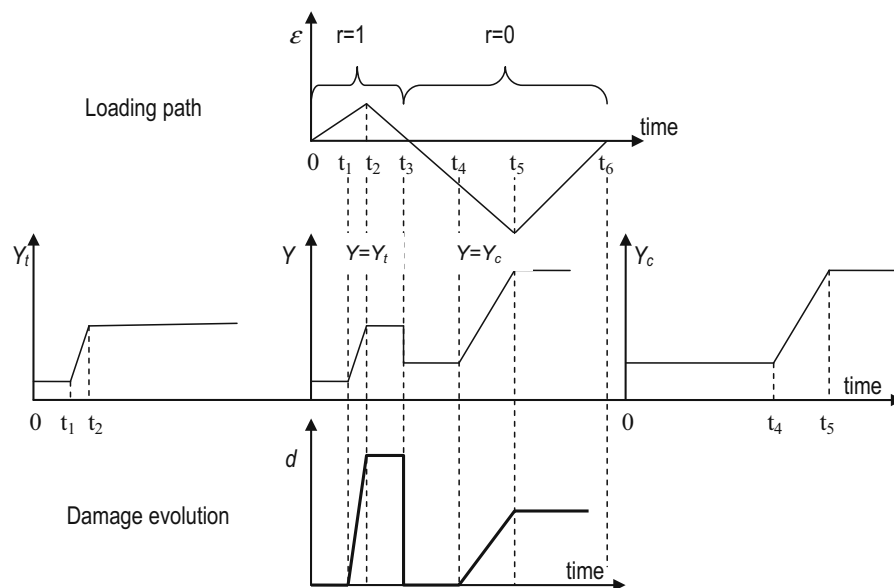 ε r=1 r=0
Loading path
time
0 t₁ t₂ t₃ t₄ t₅ t₆
Yt Y Y=Yt Y=Yc Yc
time
0 t₁ t₂ 0 t₄ t₅
d
Damage evolution
time